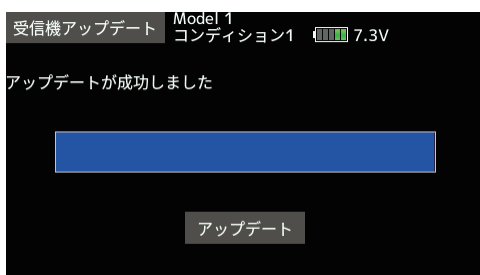 受信機アップデート
Model 1
コンディション1 7.3V
アップデートが成功しました
アップデート